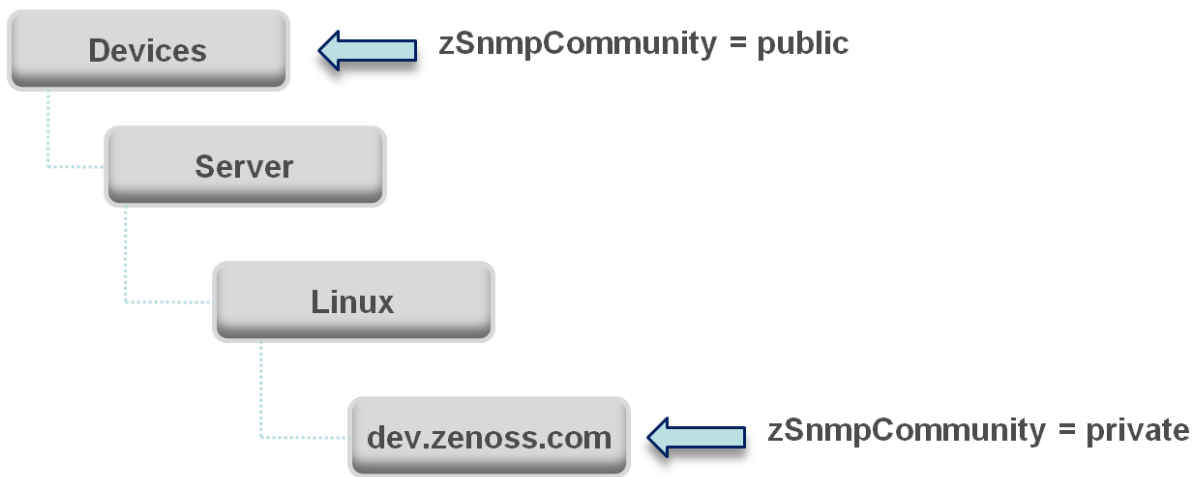 Devices
zSnmpCommunity = public
Server
Linux
dev.zenoss.com
zSnmpCommunity = private